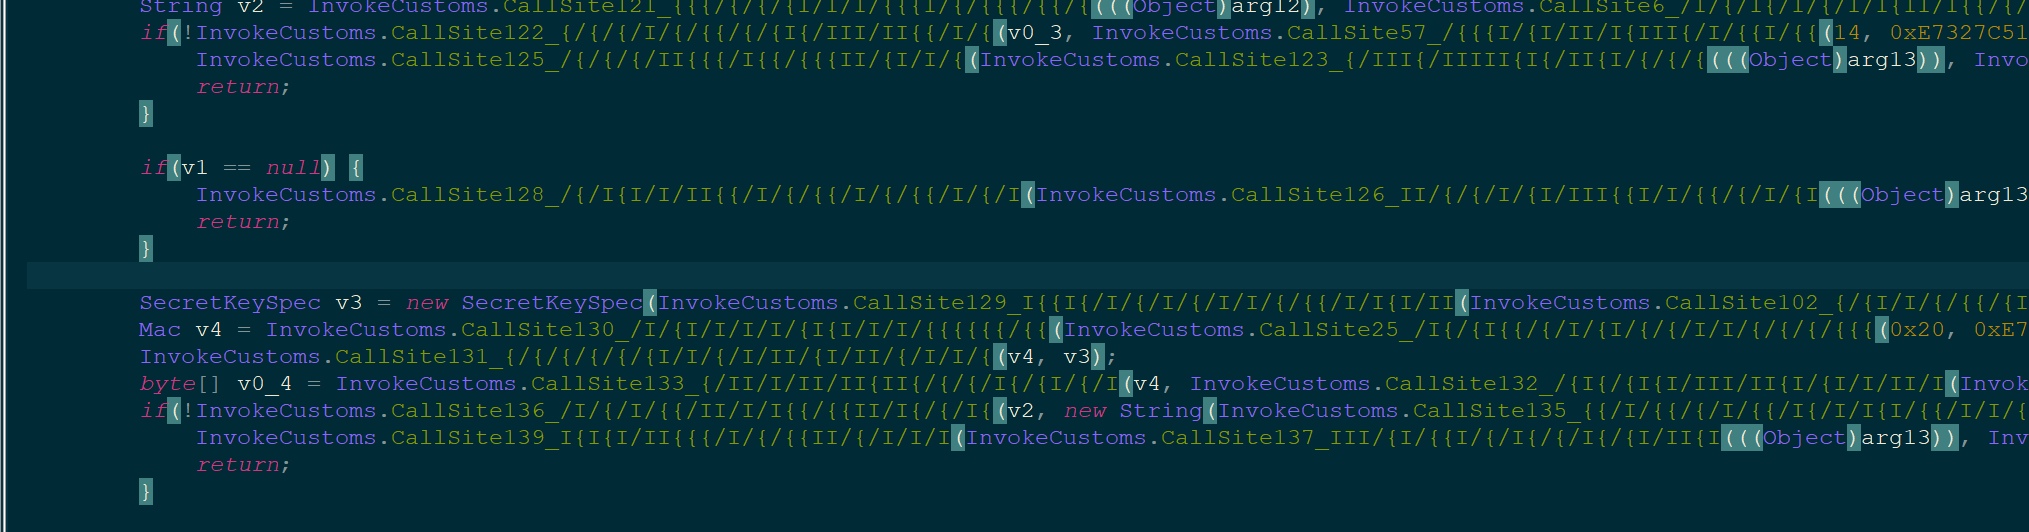 String v2 = InvokeCustoms.CallSite121_{{{/{/{/{I/I/I/{{{I/{/{{{/{{/{(((Object)arg12), InvokeCustoms.CallSite6_/I/{/I{/I/{/I/I{II/I{{/{/
if(!InvokeCustoms.CallSite122_{/{/{/I/{/{{/{/{I{/III/II{{/I/{(v0_3, InvokeCustoms.CallSite57_/{{{I/{I/II/I{III{/I/{{I/{{(14, 0xE7327C51
InvokeCustoms.CallSite125_/{/{/{/II{{{/I{{/{{{II/{I/I/{(InvokeCustoms.CallSite123_{/III{/IIIII{I{/II{I/{/{/{(((Object)arg13)), Invo
return;
}
if(v1 == null) {
InvokeCustoms.CallSite128_/{/I{I/I/II{{/I/{/{{/I/{/{{/I/{/I(InvokeCustoms.CallSite126_II/{/{/I/{I/III{{I/I/{{/{/I/{I(((Object)arg13
return;
}
SecretKeySpec v3 = new SecretKeySpec(InvokeCustoms.CallSite129_I{{I{/I/{/I/{/I/I/{/{{/I/I{I/II(InvokeCustoms.CallSite102_{/{I/I/{/{{/{I
Mac v4 = InvokeCustoms.CallSite130_/I/{I/I/I/I/{I{I/I/I/{{{{{{/{{(InvokeCustoms.CallSite25_/I{/{I{{/{/I/{I/{/I/I/{/{/{/{{{(0x20, 0xE7
InvokeCustoms.CallSite131_{/{/{/{/{I/I/{I/II/I/II/{/I/I/{(v4, v3);
byte[] v0_4 = InvokeCustoms.CallSite133_{/II/I/II/II{{/{/{/I{/{I/{/I(v4, InvokeCustoms.CallSite132_/{I{/{I{I/III/II{I/{I/I/II/I(Invok
if(!InvokeCustoms.CallSite136_/I/{/I/{{/II/I/I{{/{{II/I{/{/I{(v2, new String(InvokeCustoms.CallSite135_{{/I/{{/{/I/{{/I{/I/I{I/{{/I/I/{
InvokeCustoms.CallSite139_I{I{I/II{{{/I/{/{{II/{/I/I/I(InvokeCustoms.CallSite137_III/{I/{{I/{/I{/{/I{/{I/II{I(((Object)arg13)), Inv
return;
}